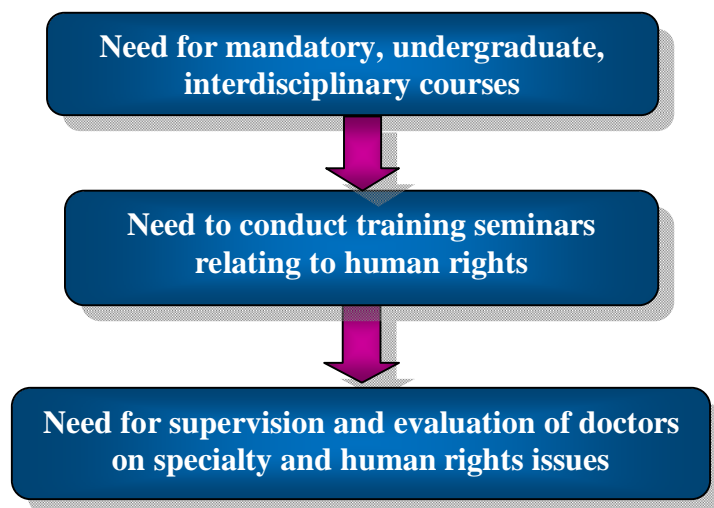 Need for mandatory, undergraduate,
interdisciplinary courses
Need to conduct training seminars
relating to human rights
Need for supervision and evaluation of doctors
on specialty and human rights issues